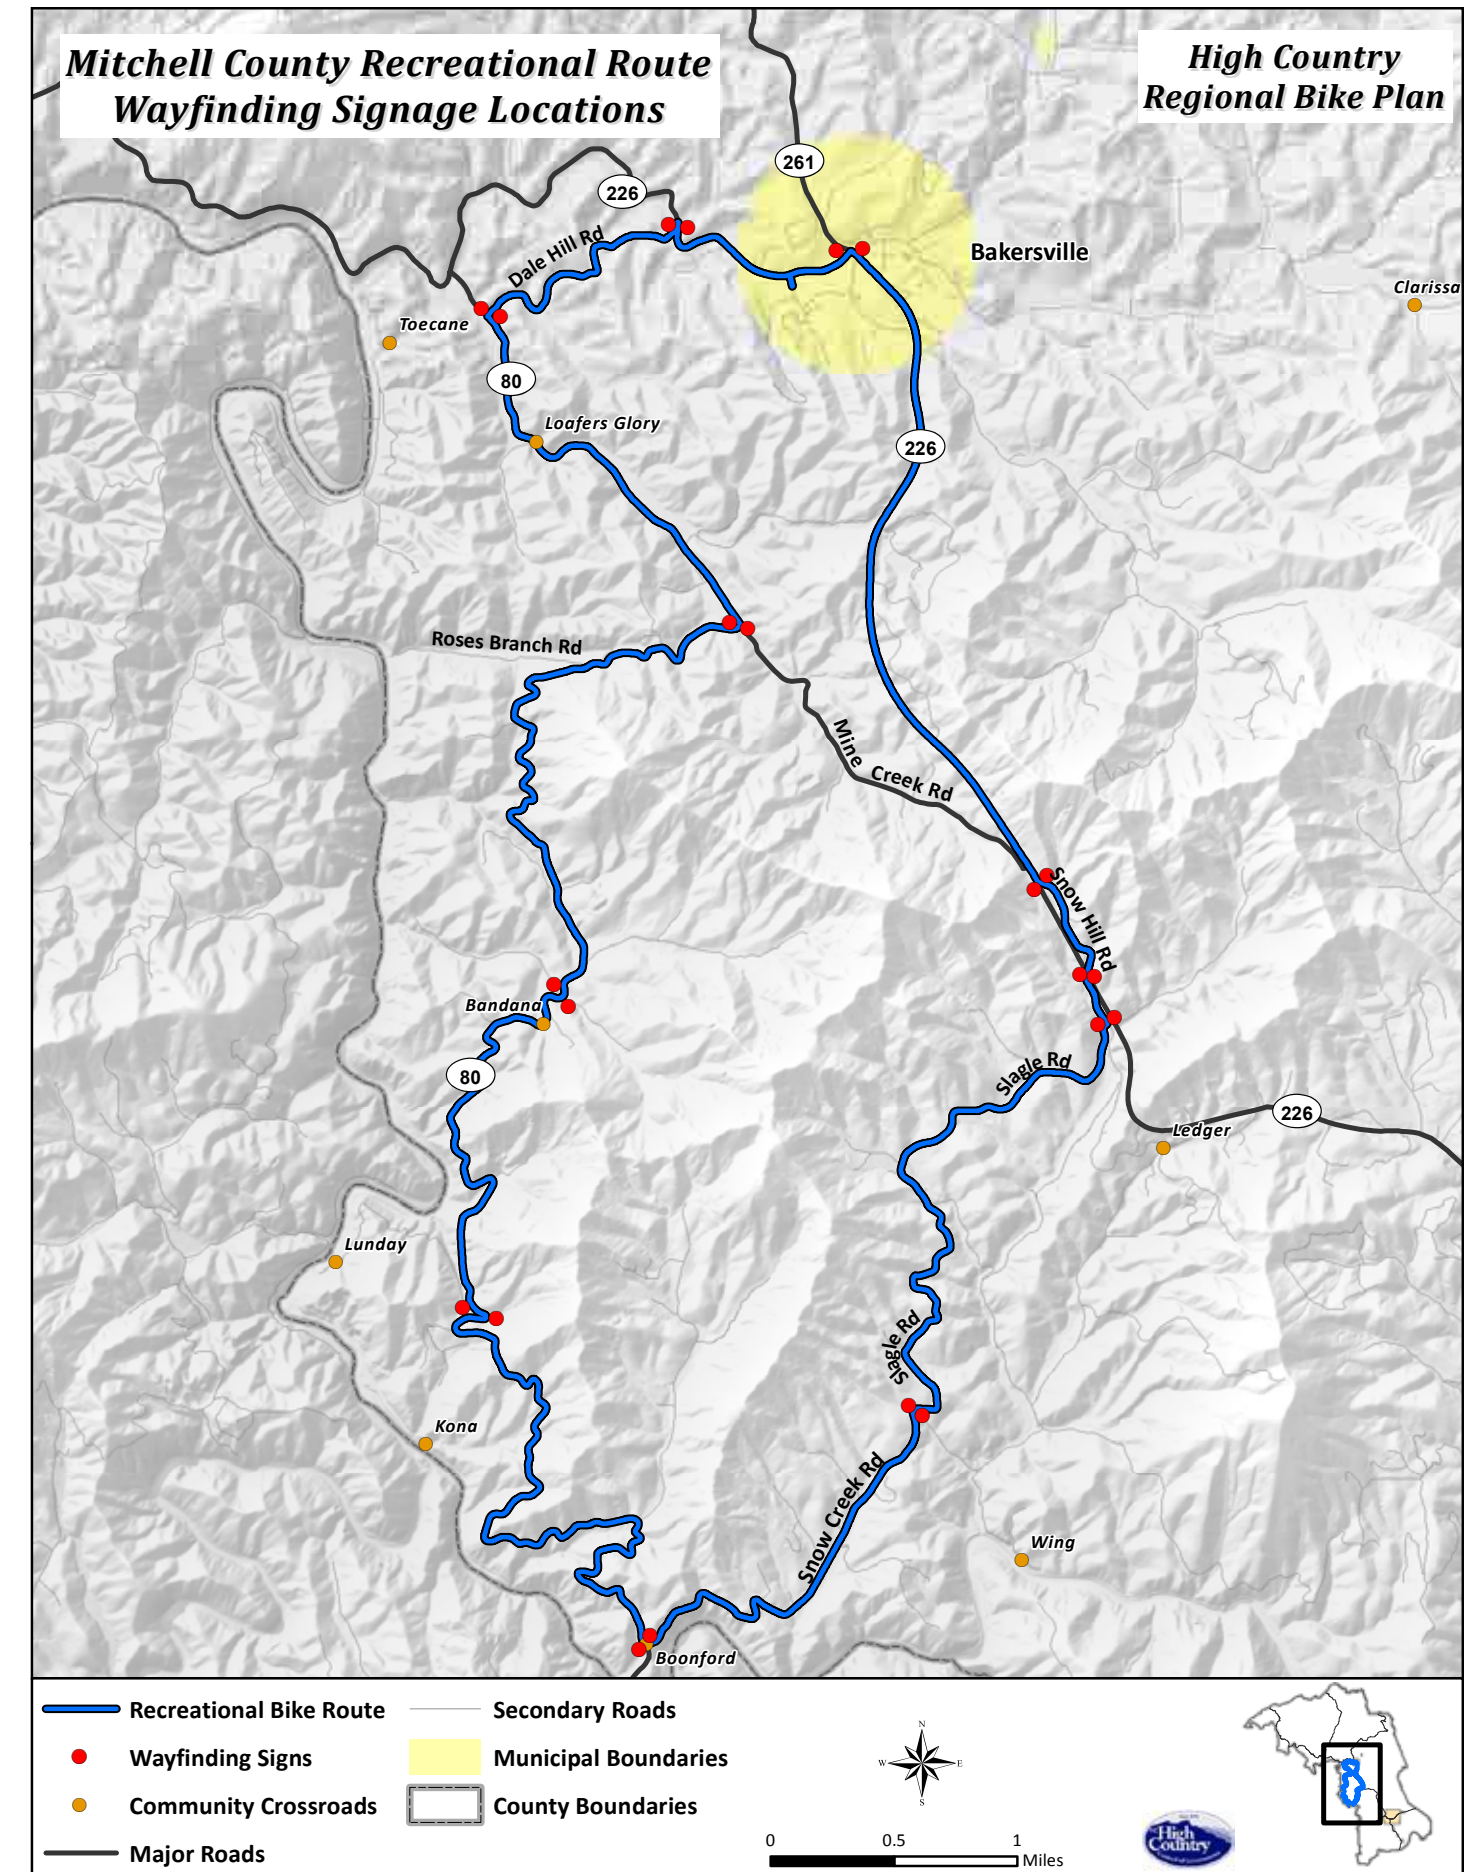 Mitchell County Recreational Route
Wayfinding Signage Locations
High Country
Regional Bike Plan
261
226
Dale Hill Rd
Bakersville
Clarissa
Toecane
80
Loafers Glory
226
Roses Branch Rd
Mine Creek Rd
Snow Hill Rd
Bandana
80
Slagle Rd
226
Ledger
Lunday
Slagle Rd
Kona
Snow Creek Rd
Wing
Boonford
Recreational Bike Route
Secondary Roads
Wayfinding Signs
Municipal Boundaries
Community Crossroads
County Boundaries
Major Roads
N
W
E
S
0
0.5
1
Miles
High
Country